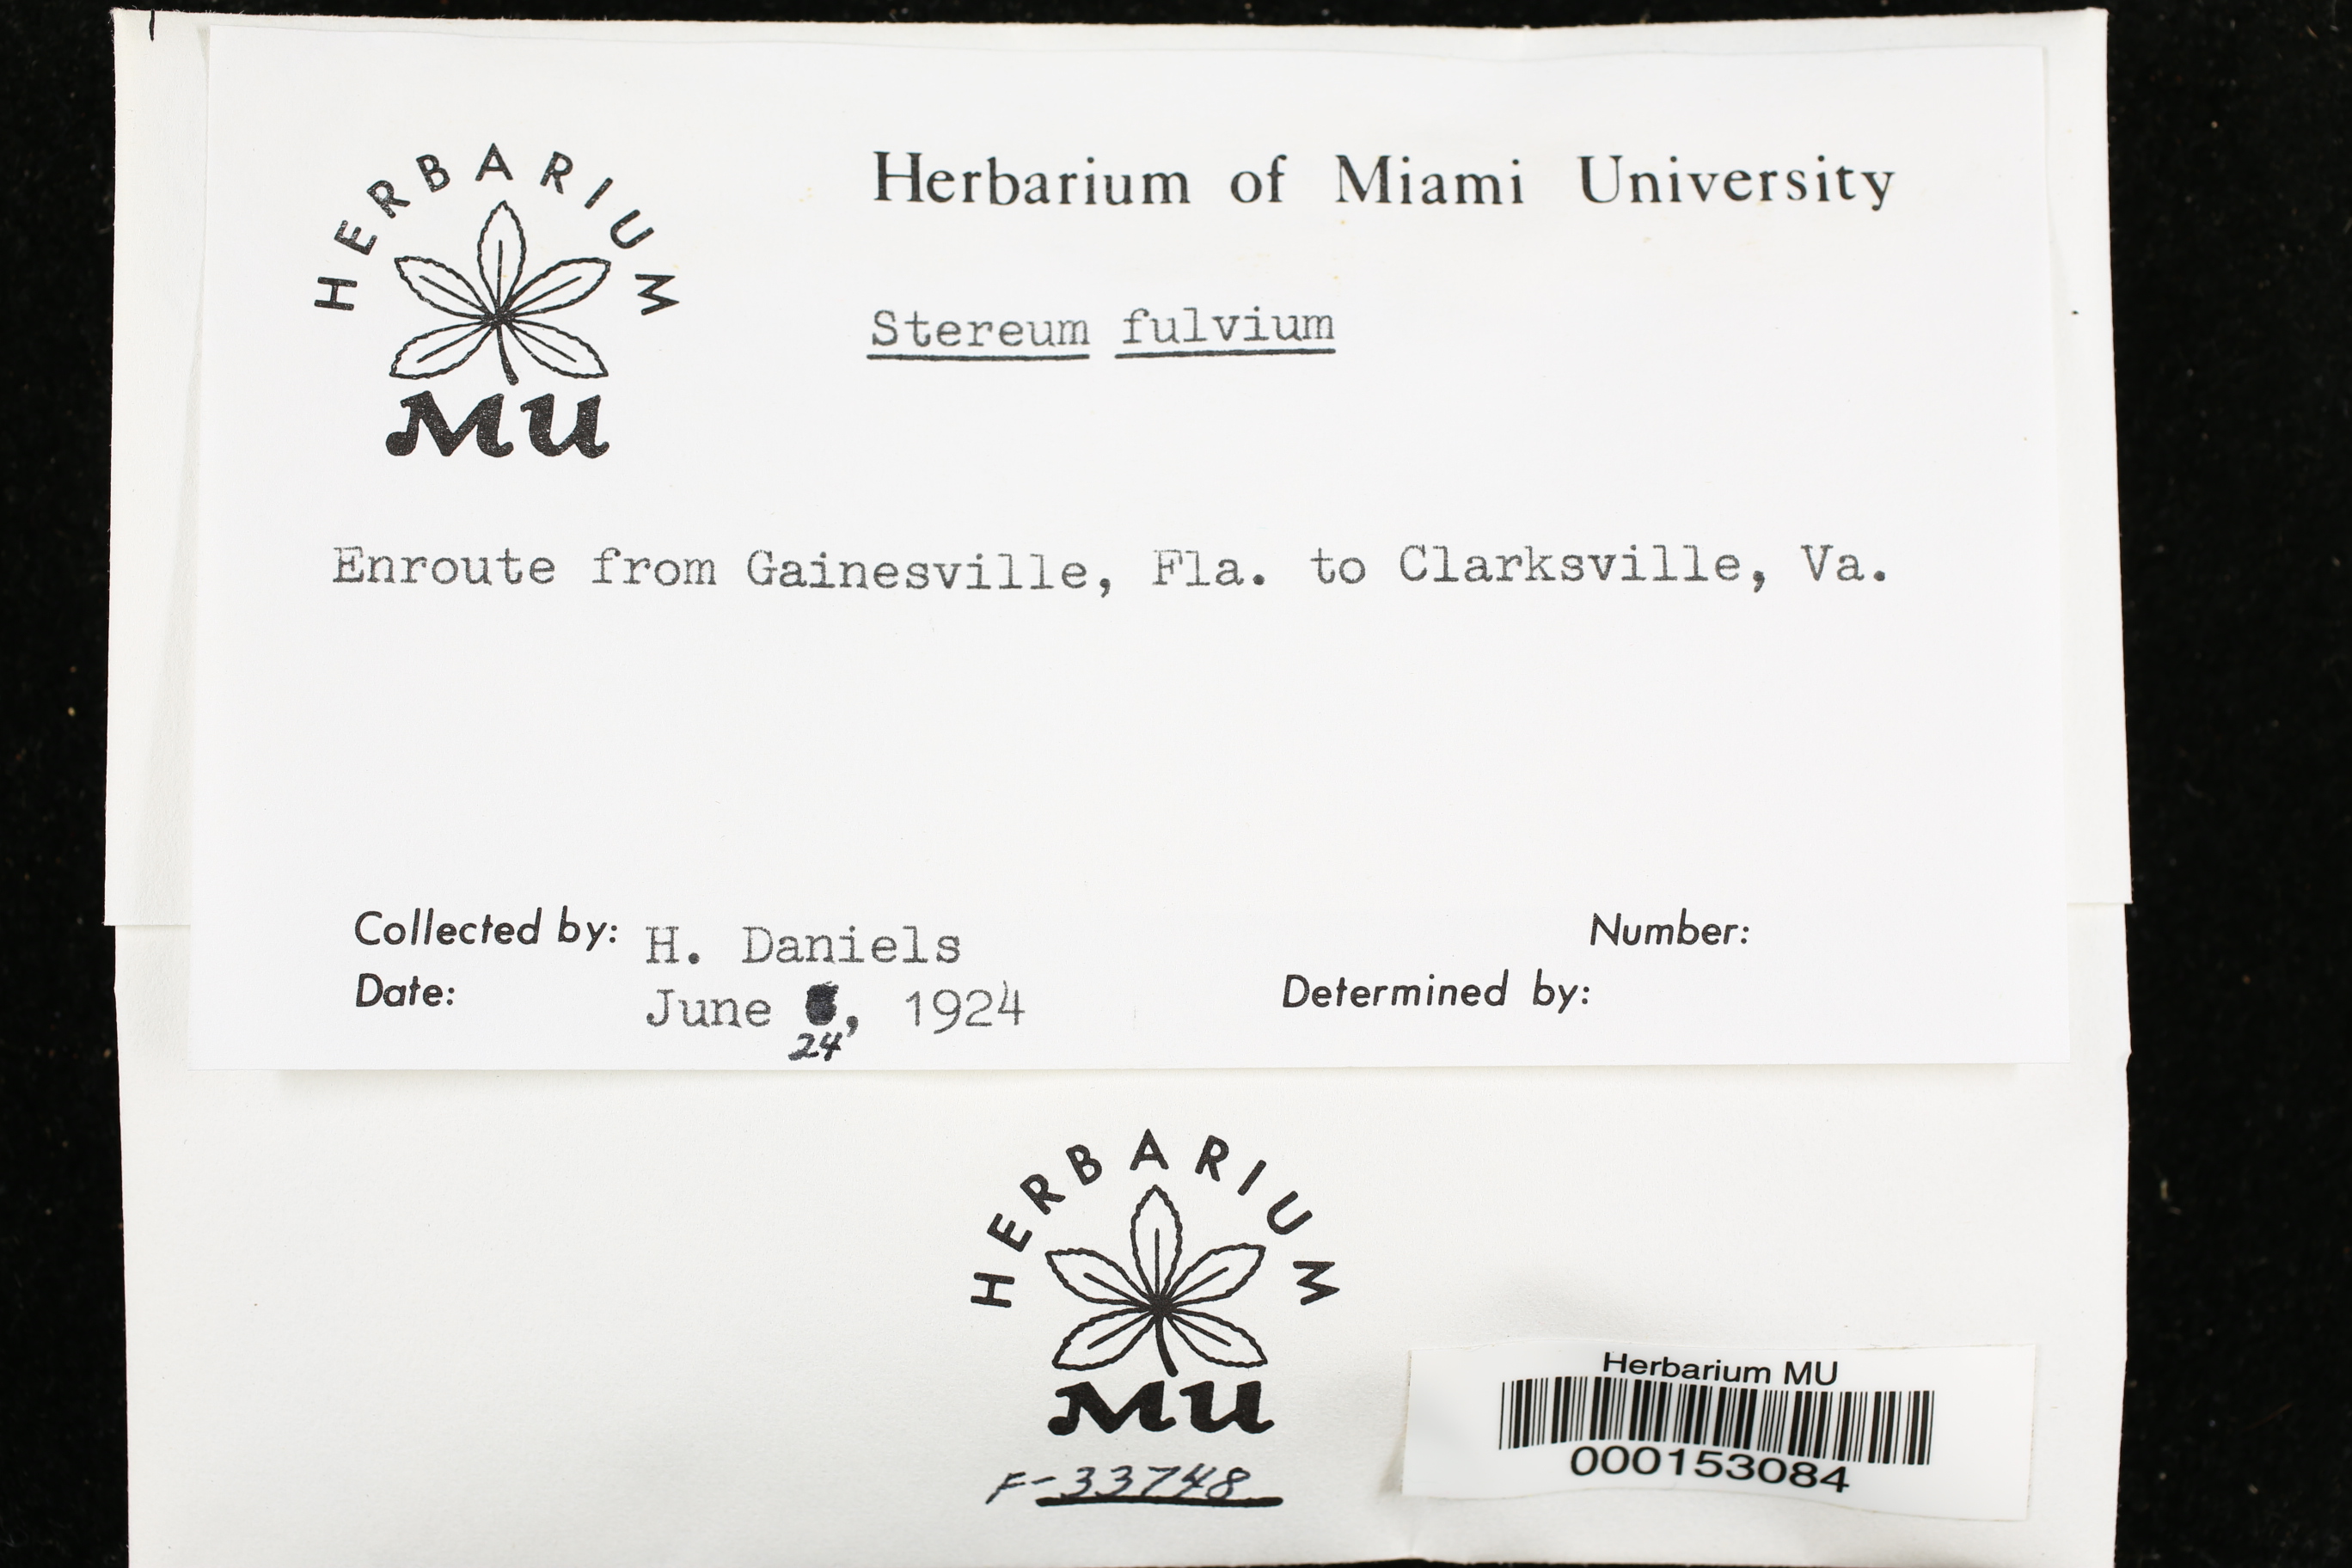 HERBARIUM
MU
Herbarium of Miami University
Stereum fulvium
Enroute from Gainesville, Fla. to Clarksville, Va.
Collected by: H. Daniels
Number:
Date: June , 1924
24
Determined by:
HERBARIUM
MU
F-33748
Herbarium MU
000153084